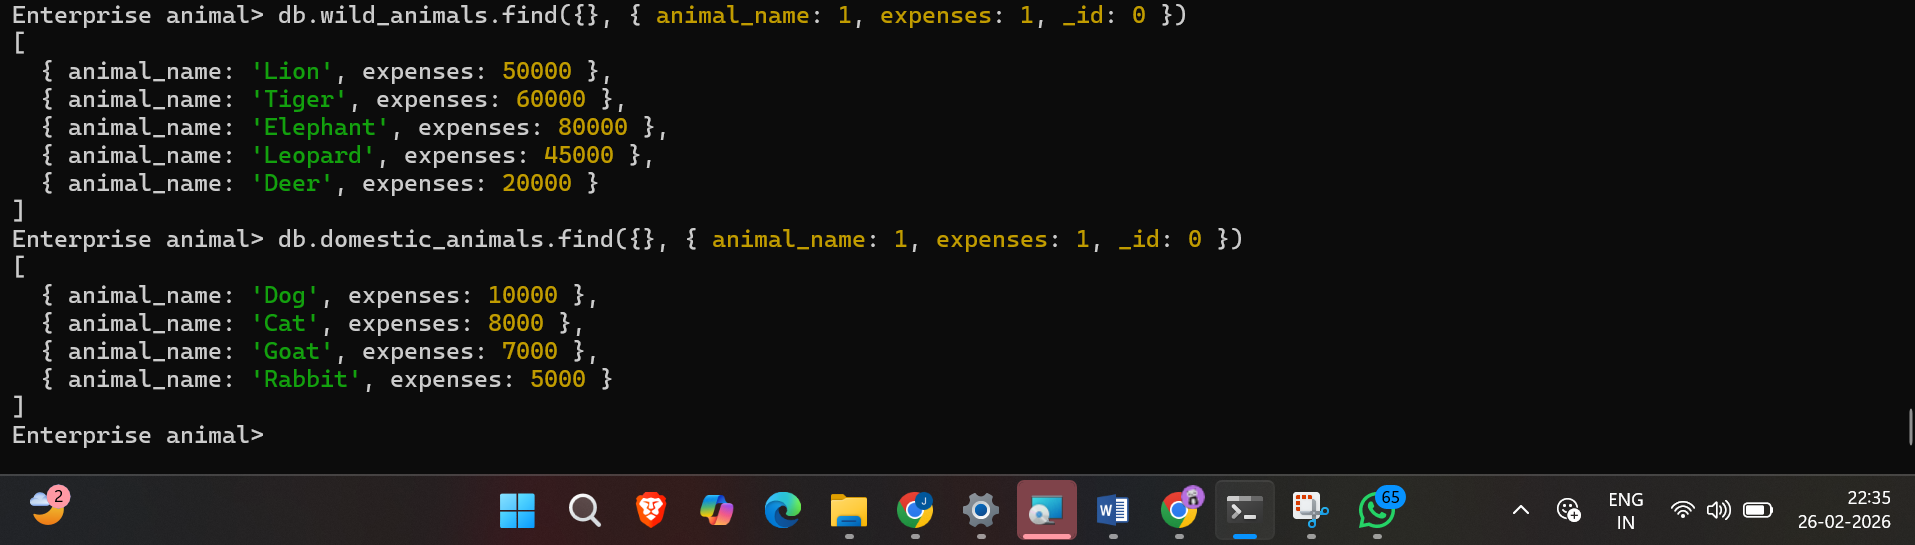 Enterprise animal> db.wild_animals.find({}, { animal_name: 1, expenses: 1, _id: 0 })
[
  { animal_name: 'Lion', expenses: 50000 },
  { animal_name: 'Tiger', expenses: 60000 },
  { animal_name: 'Elephant', expenses: 80000 },
  { animal_name: 'Leopard', expenses: 45000 },
  { animal_name: 'Deer', expenses: 20000 }
]
Enterprise animal> db.domestic_animals.find({}, { animal_name: 1, expenses: 1, _id: 0 })
[
  { animal_name: 'Dog', expenses: 10000 },
  { animal_name: 'Cat', expenses: 8000 },
  { animal_name: 'Goat', expenses: 7000 },
  { animal_name: 'Rabbit', expenses: 5000 }
]
Enterprise animal>
2
J
W
65
ENG
IN
22:35
26-02-2026